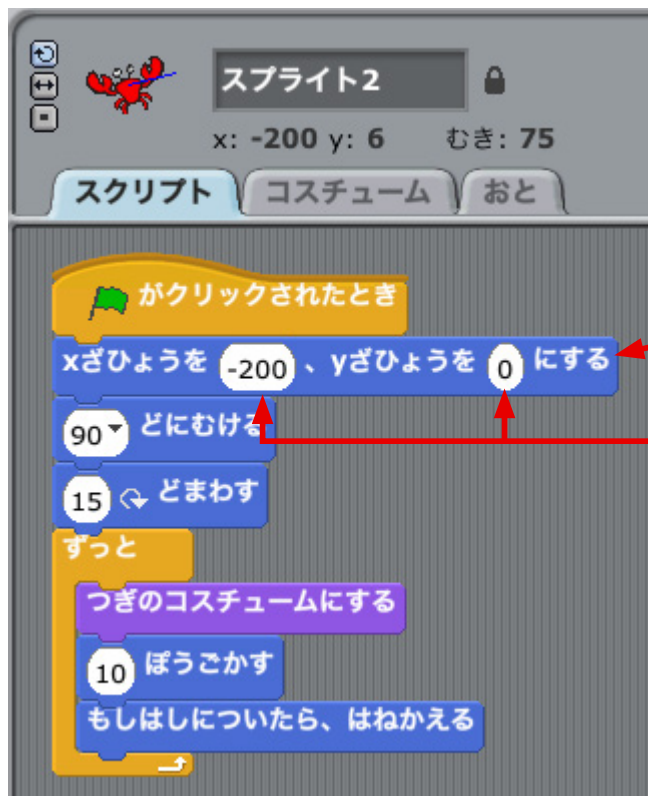 スプライト2
x: -200 y: 6 むき: 75
スクリプト コスチューム おと
がクリックされたとき
xざひょうを -200 、yざひょうを 0 にする
90 どにむける
15 どまわす
ずっと
つぎのコスチュームにする
10 ぽうごかす
もしはしについたら、はねかえる